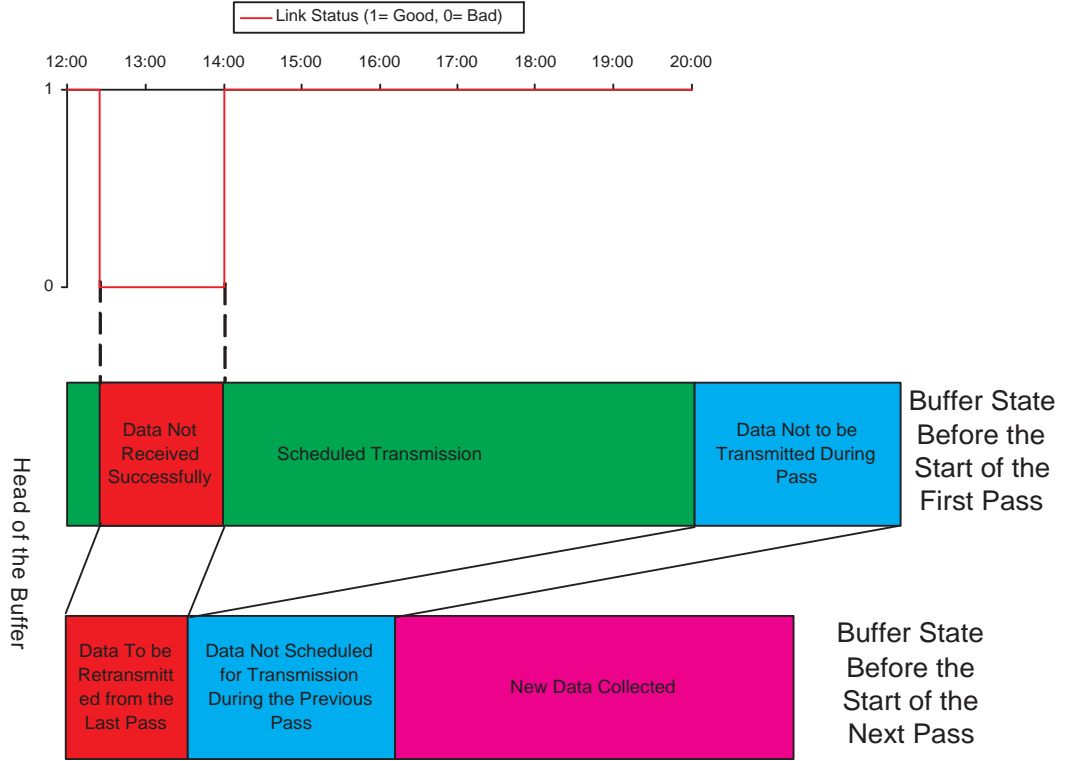 Link Status (1= Good, 0= Bad)
12:00 13:00 14:00 15:00 16:00 17:00 18:00 19:00 20:00
1
0
Data Not
Received
Successfully
Scheduled Transmission
Data Not to be
Transmitted During
Pass
Buffer State
Before the
Start of the
First Pass
Head of the Buffer
Data To be
Retransmitt
ed from the
Last Pass
Data Not Scheduled
for Transmission
During the Previous
Pass
New Data Collected
Buffer State
Before the
Start of the
Next Pass